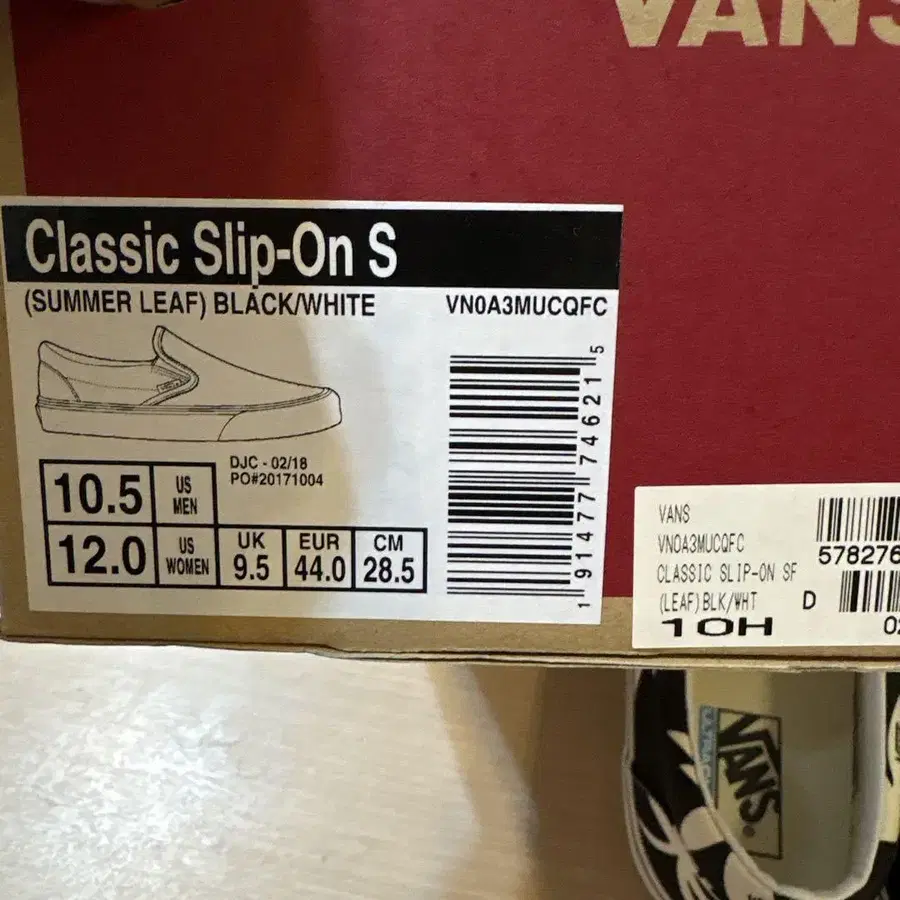 VANS
Classic Slip-On S
(SUMMER LEAF) BLACK/WHITE VN0A3MUCQFC
DJC - 02/18
PO#20171004
10.5 US MEN
12.0 US WOMEN
UK 9.5
EUR 44.0
CM 28.5
1 91477 74621 5
VANS
VN0A3MUCQFC
CLASSIC SLIP-ON SF
(LEAF)BLK/WHT D
10H
578276
VANS